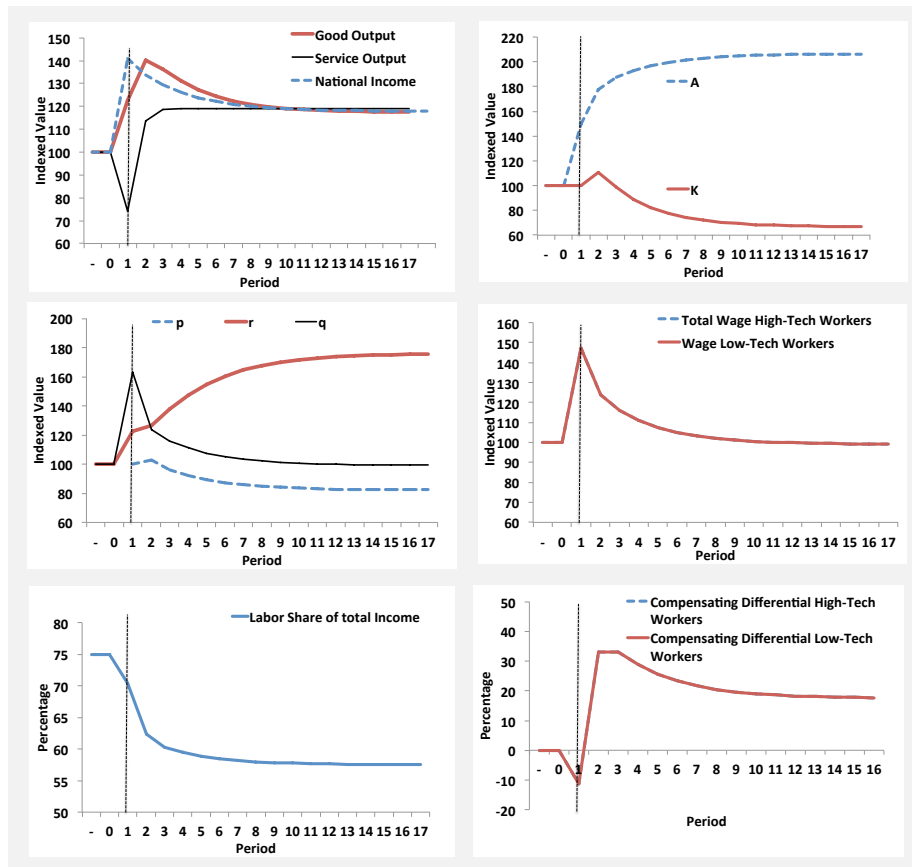 Good Output
Service Output
National Income
150
140
130
120
110
100
90
80
70
60
Indexed Value
- 0 1 2 3 4 5 6 7 8 9 10 11 12 13 14 15 16 17
Period
220
200
180
160
140
120
100
80
60
Indexed Value
A
K
- 0 1 2 3 4 5 6 7 8 9 10 11 12 13 14 15 16 17
Period
200
180
160
140
120
100
80
60
Indexed Value
p r q
- 0 1 2 3 4 5 6 7 8 9 10 11 12 13 14 15 16 17
Period
160
150
140
130
120
110
100
90
80
70
60
Indexed Value
Total Wage High-Tech Workers
Wage Low-Tech Workers
- 0 1 2 3 4 5 6 7 8 9 10 11 12 13 14 15 16 17
Period
80
75
70
65
60
55
50
Percentage
Labor Share of total Income
- 0 1 2 3 4 5 6 7 8 9 10 11 12 13 14 15 16 17
Period
50
40
30
20
10
0
-10
-20
Percentage
Compensating Differential High-Tech
Workers
Compensating Differential Low-Tech
Workers
- 0 1 2 3 4 5 6 7 8 9 10 11 12 13 14 15 16
Period